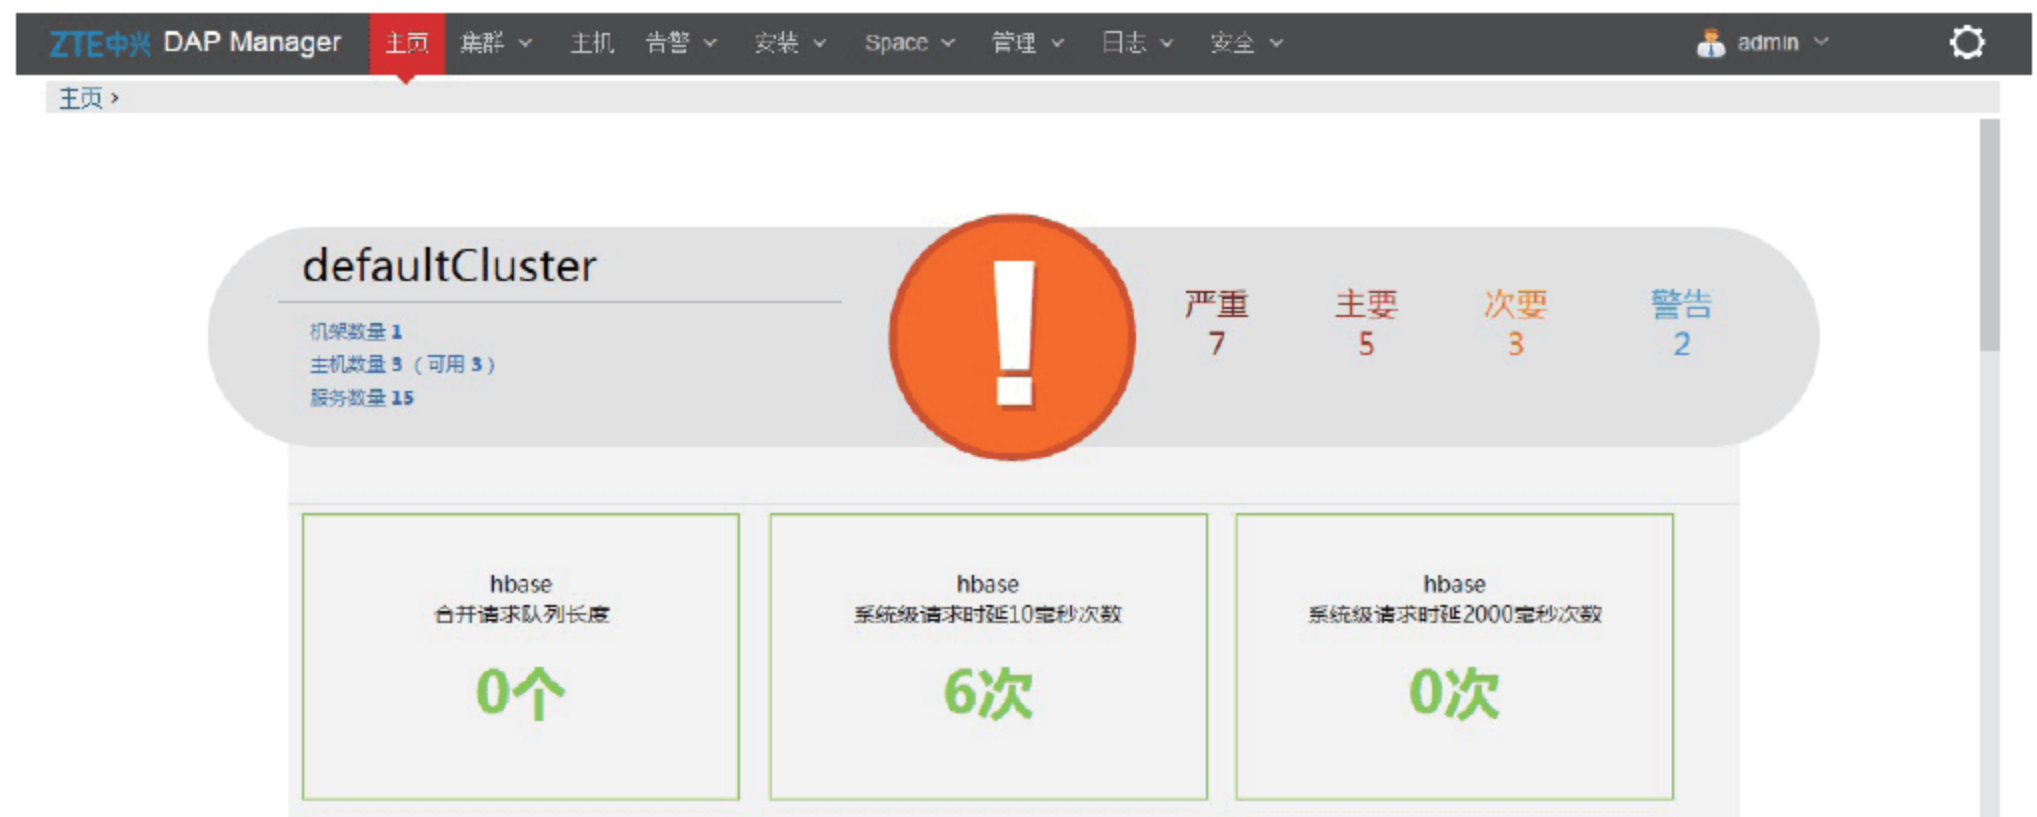 ZTE中兴 DAP Manager 主页 集群 主机 告警 安装 Space 管理 日志 安全 admin
主页 >
defaultCluster
机架数量 1
主机数量 3 (可用 3)
服务数量 15
严重 主要 次要 警告
7 5 3 2
hbase
合并请求队列长度
0个
hbase
系统级请求时延10毫秒次数
6次
hbase
系统级请求时延2000毫秒次数
0次